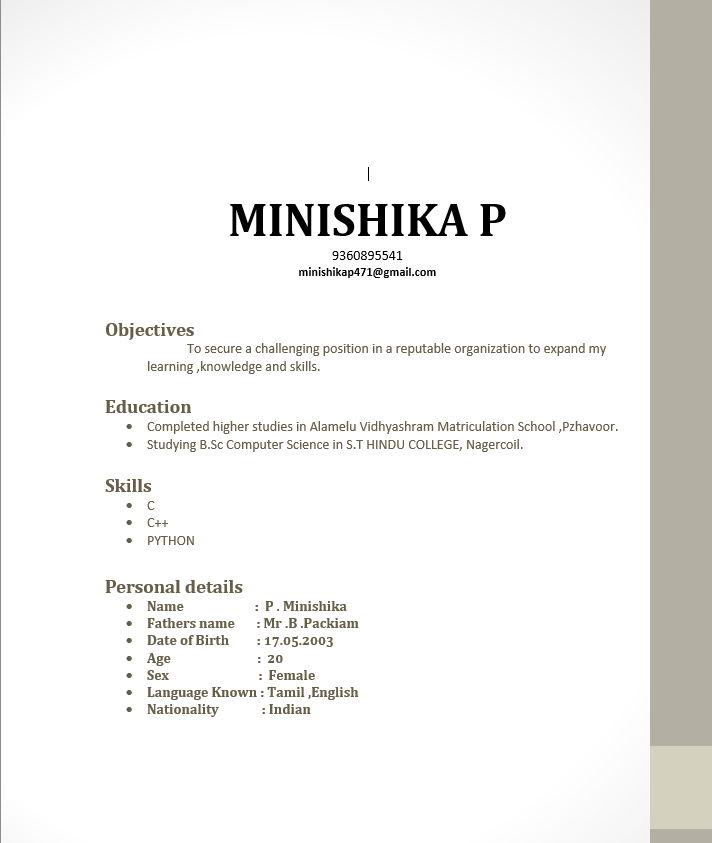 MINISHIKA P
9360895541
minishikap471@gmail.com
Objectives
To secure a challenging position in a reputable organization to expand my
learning ,knowledge and skills.
Education
• Completed higher studies in Alamelu Vidhyashram Matriculation School ,Pzhavoor.
• Studying B.Sc Computer Science in S.T HINDU COLLEGE, Nagercoil.
Skills
• C
• C++
• PYTHON
Personal details
• Name : P . Minishika
• Fathers name : Mr .B .Packiam
• Date of Birth : 17.05.2003
• Age : 20
• Sex : Female
• Language Known : Tamil ,English
• Nationality : Indian